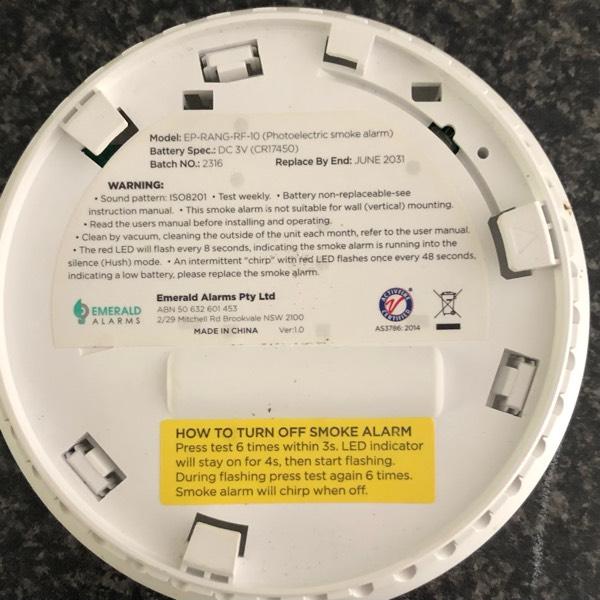 Model: EP-RANG-RF-10 (Photoelectric smoke alarm)
Battery Spec.: DC 3V (CR17450)
Batch NO.: 2316 Replace By End: JUNE 2031
WARNING:
• Sound pattern: ISO8201 • Test weekly. • Battery non-replaceable-see
instruction manual. • This smoke alarm is not suitable for wall (vertical) mounting.
• Read the users manual before installing and operating.
• Clean by vacuum, cleaning the outside of the unit each month, refer to the user manual.
• The red LED will flash every 8 seconds, indicating the smoke alarm is running into the
silence (Hush) mode. • An intermittent "chirp" with red LED flashes once every 48 seconds,
indicating a low battery, please replace the smoke alarm.
EMERALD
ALARMS
Emerald Alarms Pty Ltd
ABN 50 632 601 453
2/29 Mitchell Rd Brookvale NSW 2100
MADE IN CHINA Ver:1.0
ACTIVFIRE
CERTIFIED
AS3786: 2014
HOW TO TURN OFF SMOKE ALARM
Press test 6 times within 3s. LED indicator
will stay on for 4s, then start flashing.
During flashing press test again 6 times.
Smoke alarm will chirp when off.